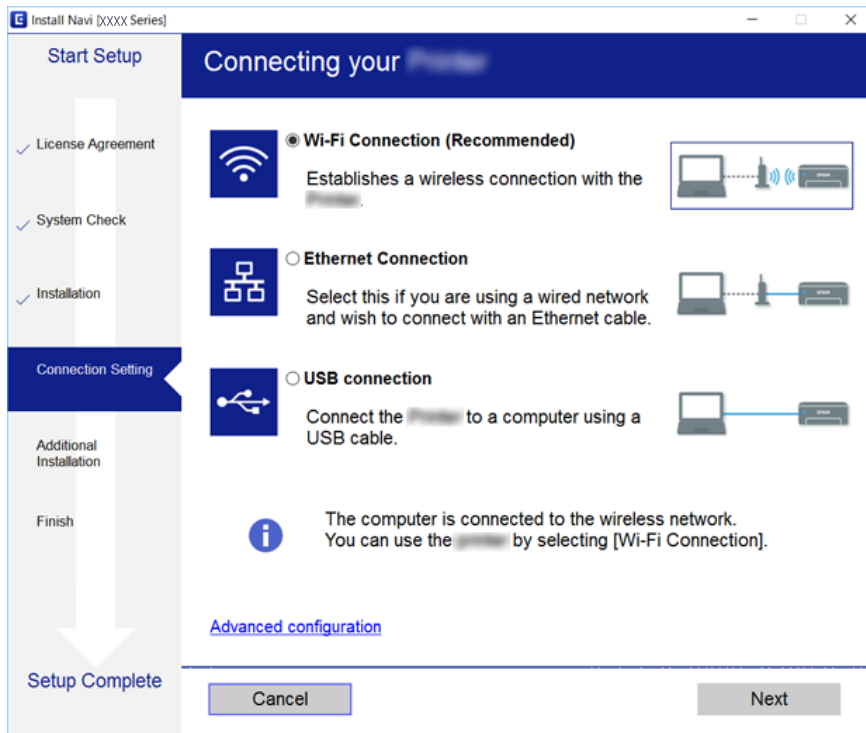 Install Navi [XXXX Series]
Start Setup
License Agreement
System Check
Installation
Connection Setting
Additional
Installation
Finish
Setup Complete
Connecting your
Wi-Fi Connection (Recommended)
Establishes a wireless connection with the
.
Ethernet Connection
Select this if you are using a wired network
and wish to connect with an Ethernet cable.
USB connection
Connect the to a computer using a
USB cable.
The computer is connected to the wireless network.
You can use the by selecting [Wi-Fi Connection].
Advanced configuration
Cancel
Next